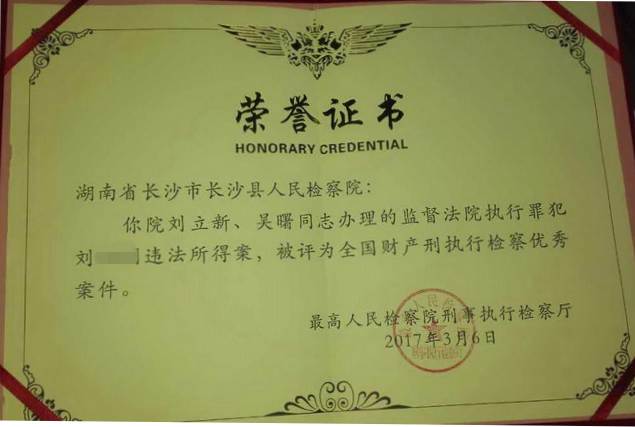 荣誉证书
HONORARY CREDENTIAL
湖南省长沙市长沙县人民检察院：
你院刘立新、吴曙同志办理的监督法院执行罪犯
刘 违法所得案，被评为全国财产刑执行检察优秀
案件。
最高人民检察院刑事执行检察厅
2017年3月6日